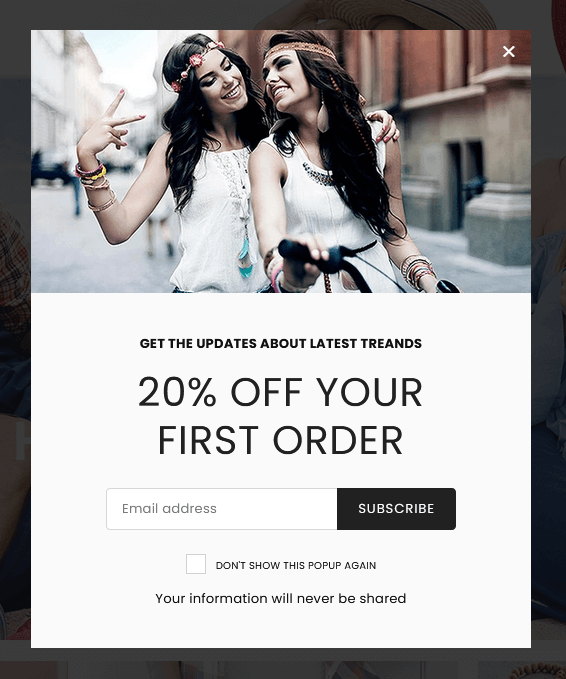 GET THE UPDATES ABOUT LATEST TREANDS
20% OFF YOUR
FIRST ORDER
Email address
SUBSCRIBE
DON'T SHOW THIS POPUP AGAIN
Your information will never be shared